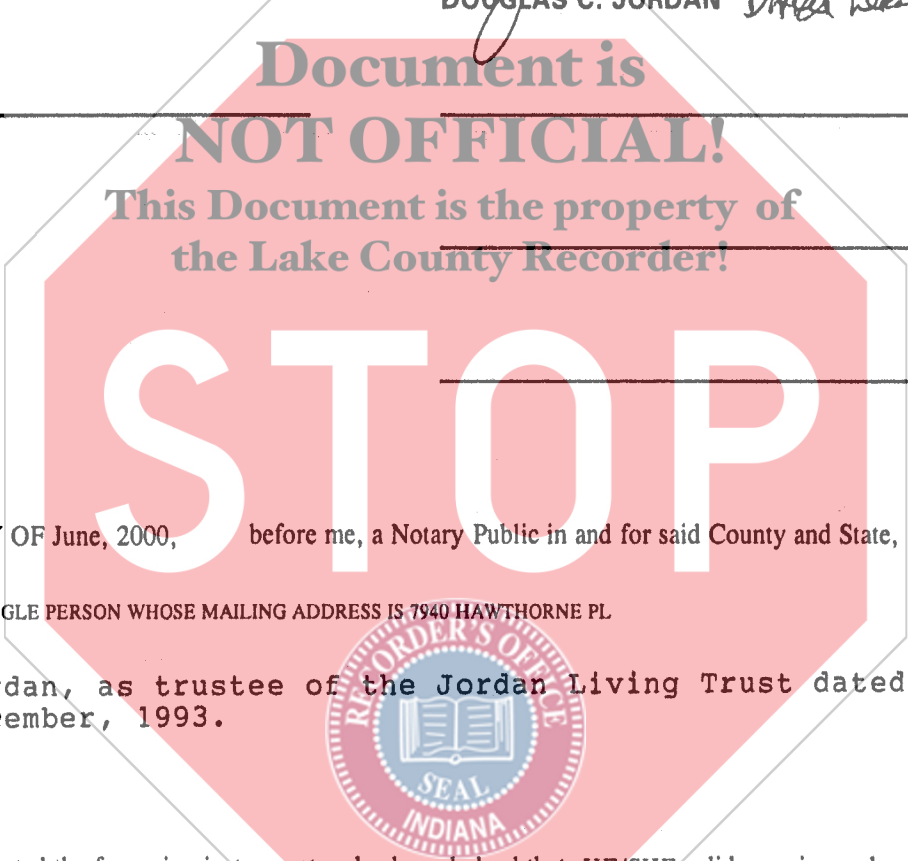 DOUGLAS C. JORDAN
Document is
NOT OFFICIAL!
This Document is the property of
the Lake County Recorder!
STOP
OF June, 2000, before me, a Notary Public in and for said County and State,
GLE PERSON WHOSE MAILING ADDRESS IS 7940 HAWTHORNE PL
rdan, as trustee of the Jordan Living Trust dated
ember, 1993.
RECORDER'S OFFICE
SEAL
INDIANA